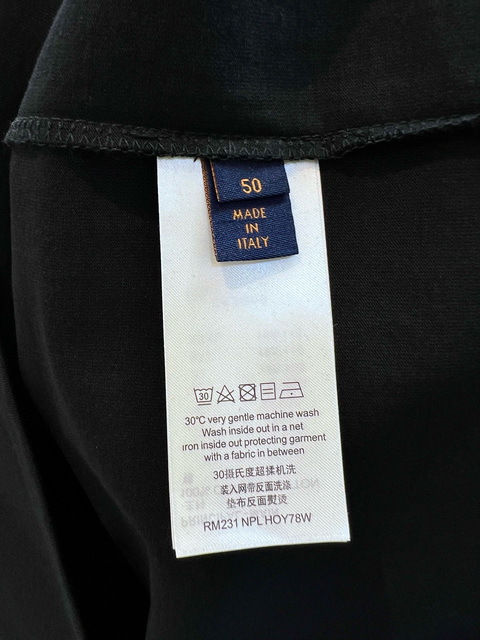 50
MADE
IN
ITALY
30
30°C very gentle machine wash
Wash inside out in a net
iron inside out protecting garment
with a fabric in between
30摄氏度超揉机洗
装入网带反面洗涤
垫布反面熨烫
RM231 NPL HOY78W